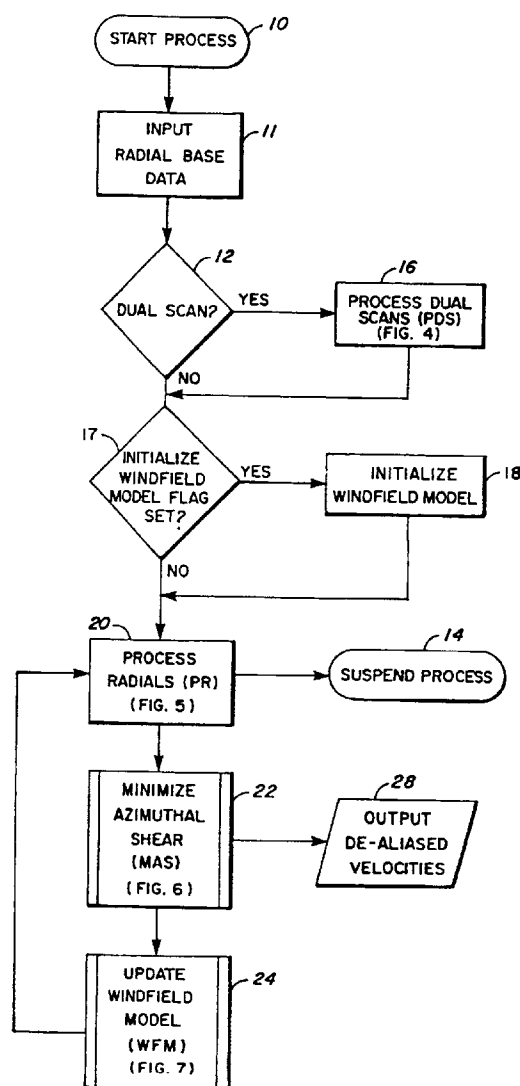 10
START PROCESS
11
INPUT
RADIAL BASE
DATA
12
DUAL SCAN?
YES
NO
16
PROCESS DUAL
SCANS (PDS)
(FIG. 4)
17
INITIALIZE
WINDFIELD
MODEL FLAG
SET?
YES
NO
18
INITIALIZE
WINDFIELD MODEL
20
PROCESS
RADIALS (PR)
(FIG. 5)
14
SUSPEND PROCESS
22
MINIMIZE
AZIMUTHAL
SHEAR
(MAS)
(FIG. 6)
28
OUTPUT
DE-ALIASED
VELOCITIES
24
UPDATE
WINDFIELD
MODEL
(WFM)
(FIG. 7)